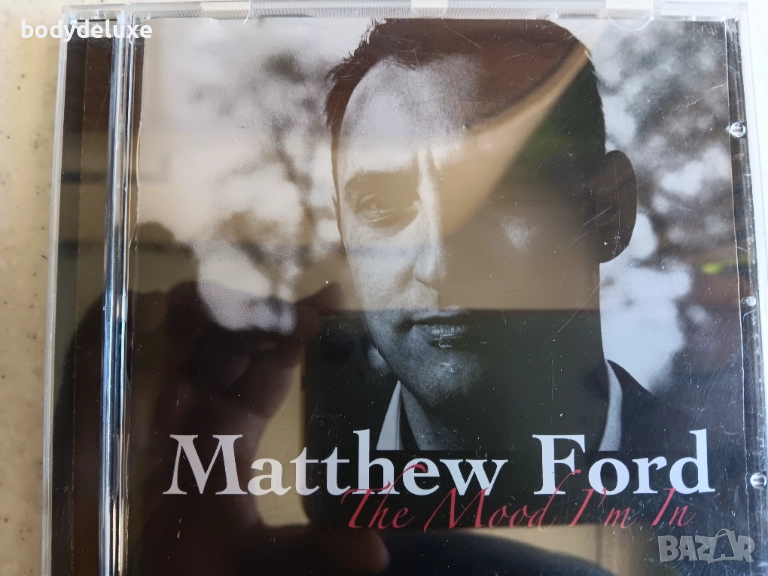 bodydeluxe
Matthew Ford
The Mood I'm In
BAZAR